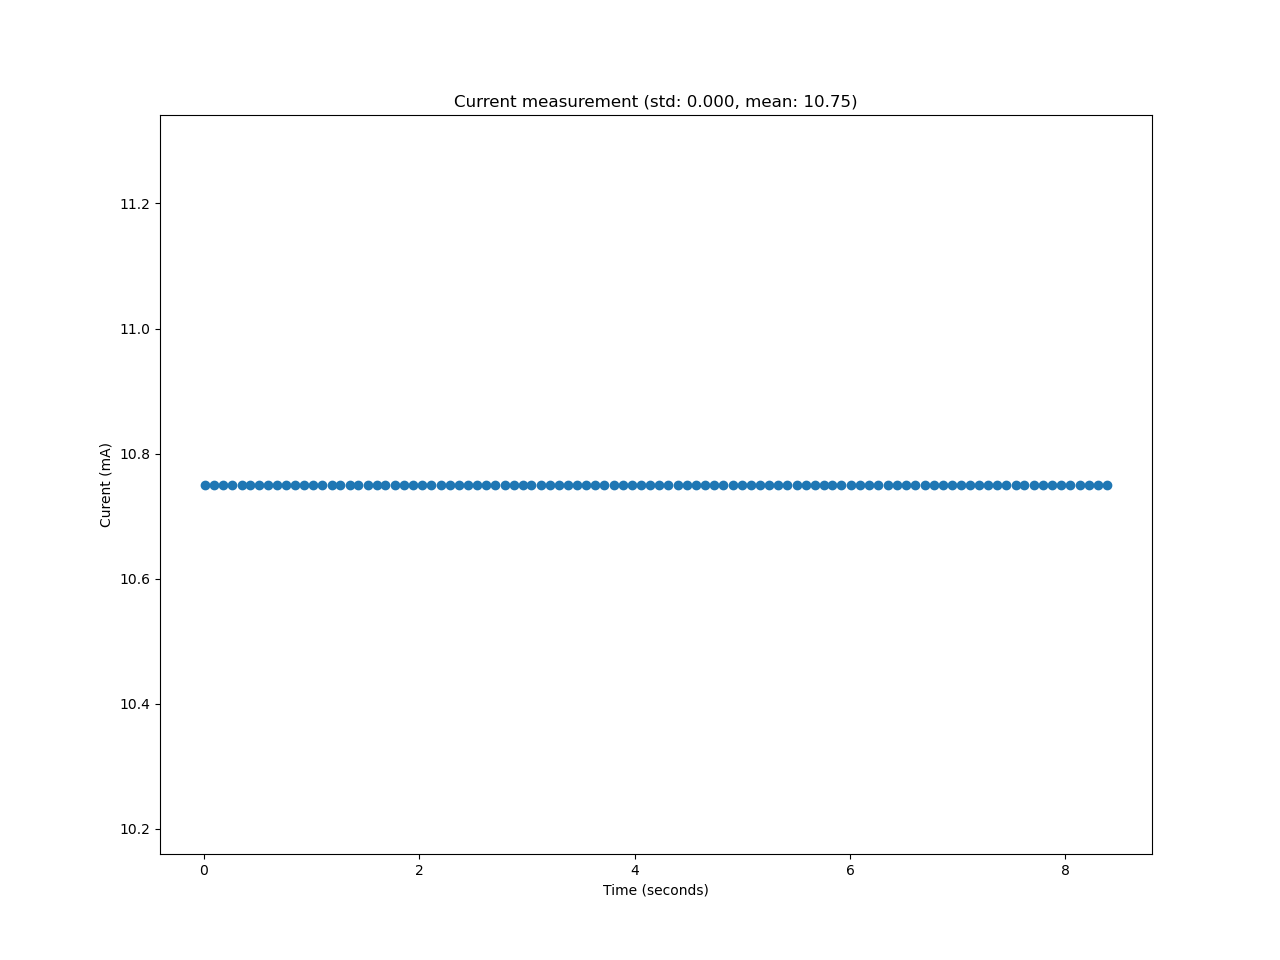 Current measurement (std: 0.000, mean: 10.75)
11.2
11.0
10.8
10.6
10.4
10.2
Curent (mA)
0 2 4 6 8
Time (seconds)